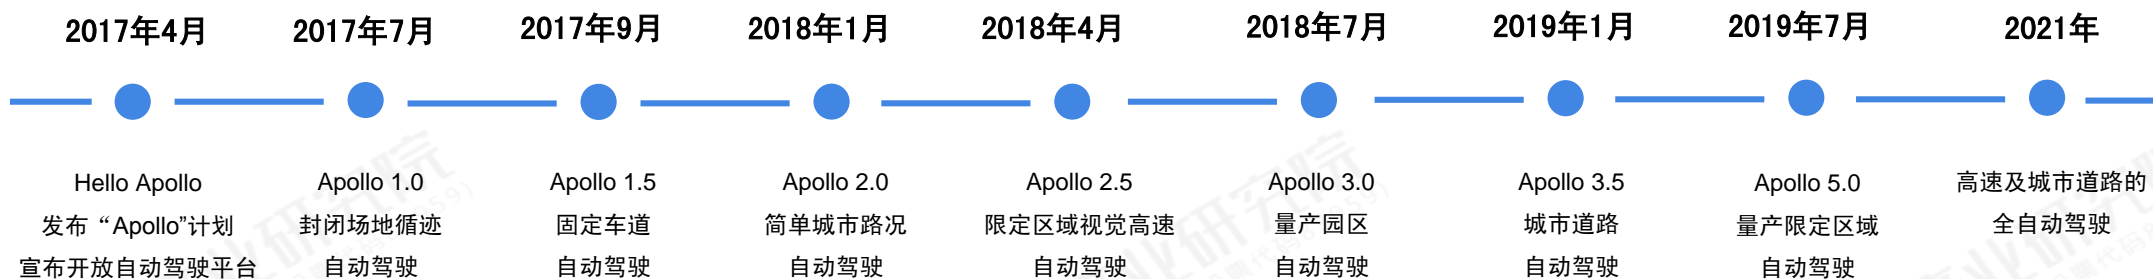 2017年4月
2017年7月
2017年9月
2018年1月
2018年4月
2018年7月
2019年1月
2019年7月
2021年
Hello Apollo
发布“Apollo”计划
宣布开放自动驾驶平台
Apollo 1.0
封闭场地循迹
自动驾驶
Apollo 1.5
固定车道
自动驾驶
Apollo 2.0
简单城市路况
自动驾驶
Apollo 2.5
限定区域视觉高速
自动驾驶
Apollo 3.0
量产园区
自动驾驶
Apollo 3.5
城市道路
自动驾驶
Apollo 5.0
量产限定区域
自动驾驶
高速及城市道路的
全自动驾驶